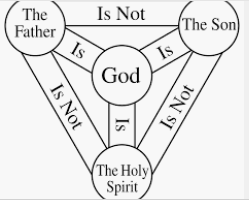 The
Father
Is Not
The Son
Is
Is
God
Is Not
Is
Is Not
The Holy
Spirit